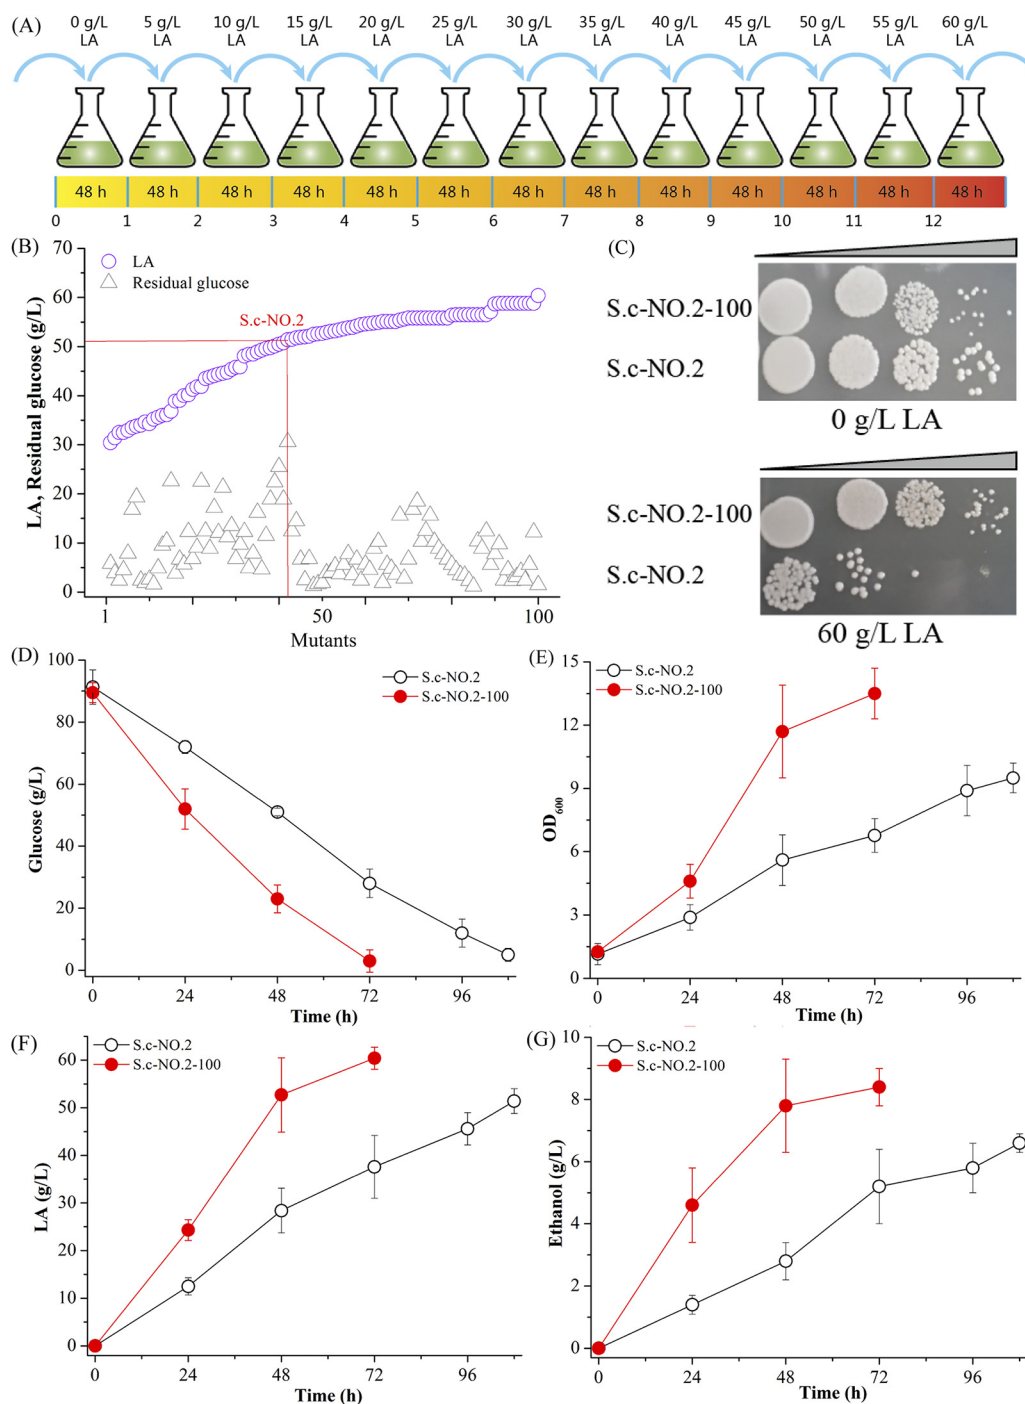 (A)
0 g/L LA
5 g/L LA
10 g/L LA
15 g/L LA
20 g/L LA
25 g/L LA
30 g/L LA
35 g/L LA
40 g/L LA
45 g/L LA
50 g/L LA
55 g/L LA
60 g/L LA
48 h 48 h 48 h 48 h 48 h 48 h 48 h 48 h 48 h 48 h 48 h 48 h 48 h
0 1 2 3 4 5 6 7 8 9 10 11 12
(B)
LA, Residual glucose (g/L)
70
60
50
40
30
20
10
0
LA
Residual glucose
S.c-NO.2
1 50 100
Mutants
(C)
S.c-NO.2-100
S.c-NO.2
0 g/L LA
S.c-NO.2-100
S.c-NO.2
60 g/L LA
(D)
Glucose (g/L)
100
80
60
40
20
0
S.c-NO.2
S.c-NO.2-100
0 24 48 72 96
Time (h)
(E)
OD600
15
12
9
6
3
0
S.c-NO.2
S.c-NO.2-100
0 24 48 72 96
Time (h)
(F)
LA (g/L)
60
50
40
30
20
10
0
S.c-NO.2
S.c-NO.2-100
0 24 48 72 96
Time (h)
(G)
Ethanol (g/L)
10
8
6
4
2
0
S.c-NO.2
S.c-NO.2-100
0 24 48 72 96
Time (h)